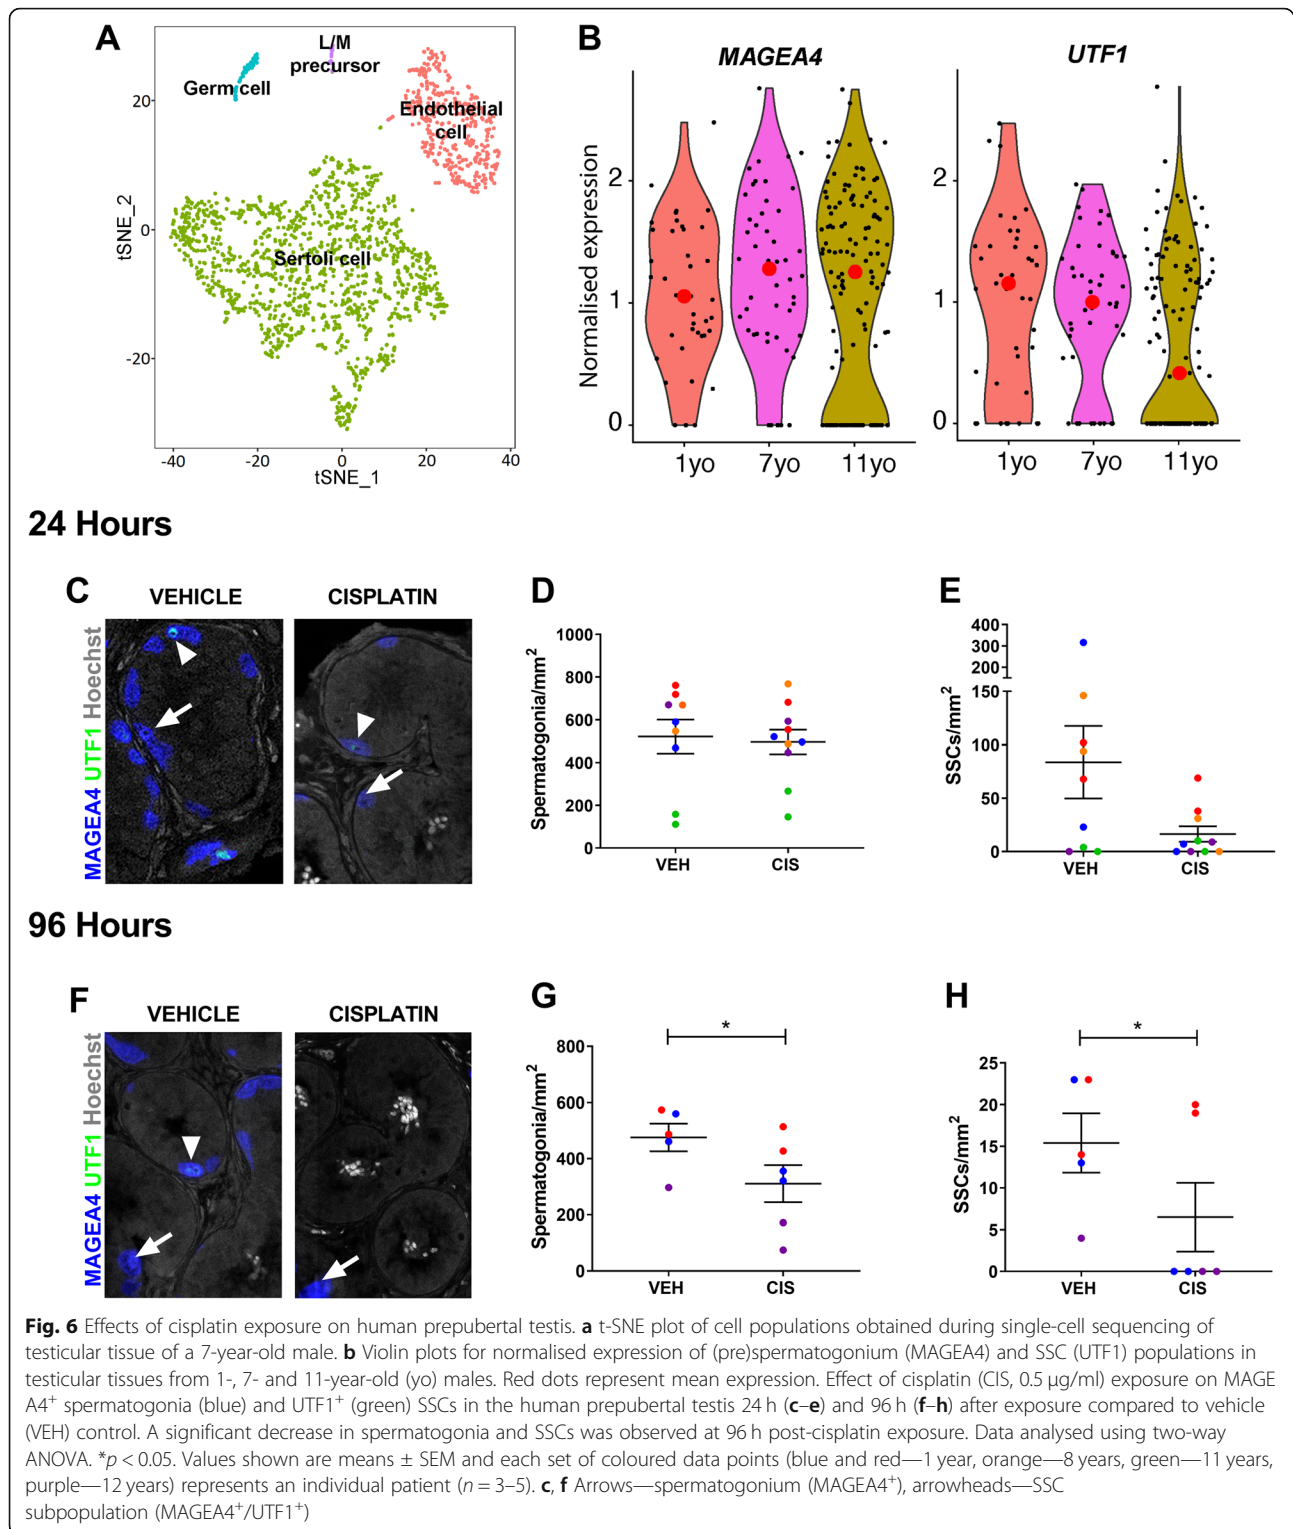 A
L/M
precursor
Germ cell
Endothelial
cell
Sertoli cell
20
0
-20
tSNE_2
-40
-20
0
20
40
tSNE_1
B
MAGEA4
UTF1
Normalised expression
2
1
0
1yo
7yo
11yo
2
1
0
1yo
7yo
11yo
24 Hours
C
VEHICLE
CISPLATIN
MAGEA4 UTF1 Hoechst
D
Spermatogonia/mm²
1000
800
600
400
200
0
VEH
CIS
E
SSCs/mm²
400
300
200
150
100
50
0
VEH
CIS
96 Hours
F
VEHICLE
CISPLATIN
MAGEA4 UTF1 Hoechst
G
*
Spermatogonia/mm²
800
600
400
200
0
VEH
CIS
H
*
SSCs/mm²
25
20
15
10
5
0
VEH
CIS
Fig. 6 Effects of cisplatin exposure on human prepubertal testis. a t-SNE plot of cell populations obtained during single-cell sequencing of
testicular tissue of a 7-year-old male. b Violin plots for normalised expression of (pre)spermatogonium (MAGEA4) and SSC (UTF1) populations in
testicular tissues from 1-, 7- and 11-year-old (yo) males. Red dots represent mean expression. Effect of cisplatin (CIS, 0.5 μg/ml) exposure on MAGE
A4⁺ spermatogonia (blue) and UTF1⁺ (green) SSCs in the human prepubertal testis 24 h (c–e) and 96 h (f–h) after exposure compared to vehicle
(VEH) control. A significant decrease in spermatogonia and SSCs was observed at 96 h post-cisplatin exposure. Data analysed using two-way
ANOVA. *p < 0.05. Values shown are means ± SEM and each set of coloured data points (blue and red—1 year, orange—8 years, green—11 years,
purple—12 years) represents an individual patient (n = 3–5). c, f Arrows—spermatogonium (MAGEA4⁺), arrowheads—SSC
subpopulation (MAGEA4⁺/UTF1⁺)